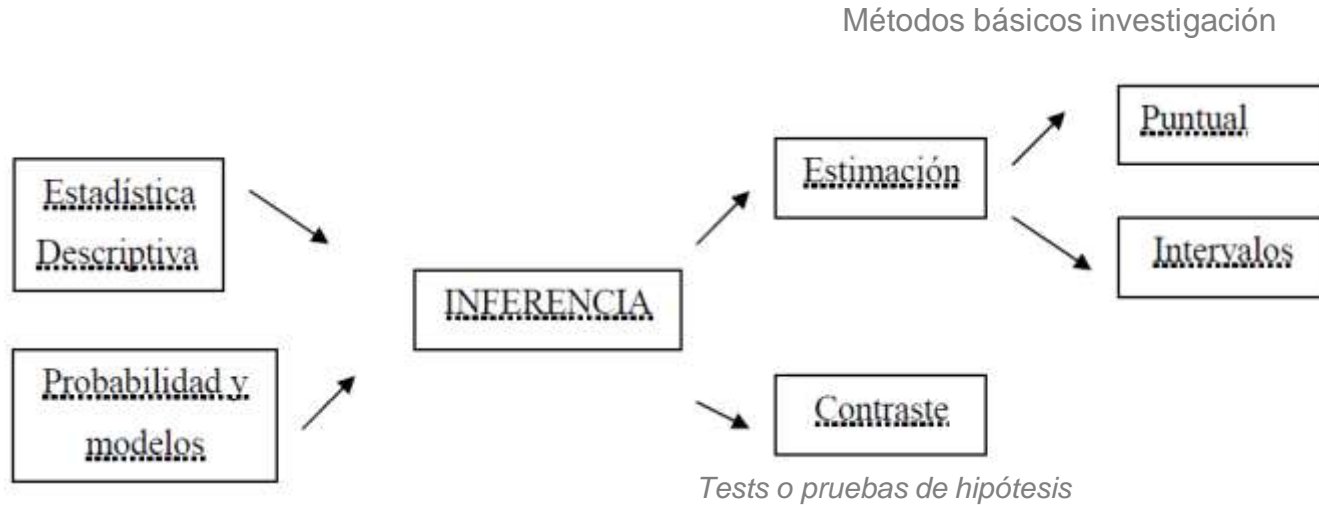 Métodos básicos investigación
Puntual
Estimación
Estadística
Descriptiva
Intervalos
INFERENCIA
Probabilidad y
modelos
Contraste
Tests o pruebas de hipótesis